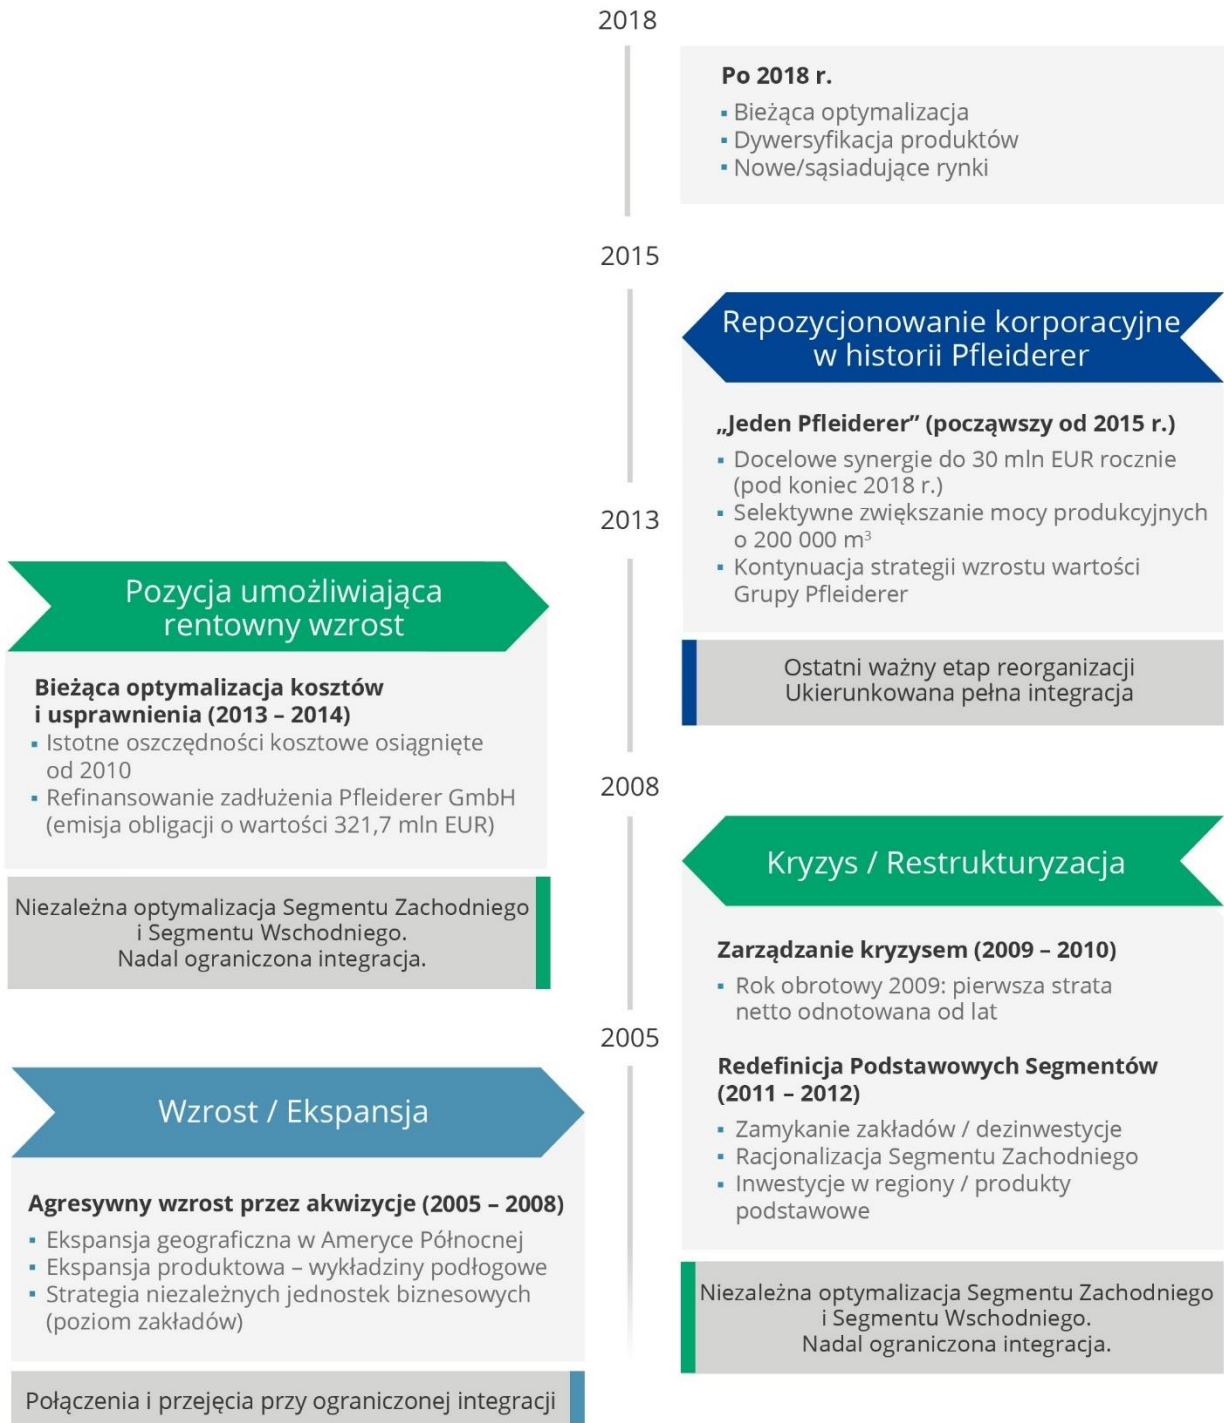 2018
Po 2018 r.
▪ Bieżąca optymalizacja
▪ Dywersyfikacja produktów
▪ Nowe/sąsiadujące rynki
2015
Repozycjonowanie korporacyjne
w historii Pfleiderer
„Jeden Pfleiderer” (począwszy od 2015 r.)
▪ Docelowe synergie do 30 mln EUR rocznie
(pod koniec 2018 r.)
▪ Selektywne zwiększanie mocy produkcyjnych
o 200 000 m³
▪ Kontynuacja strategii wzrostu wartości
Grupy Pfleiderer
Ostatni ważny etap reorganizacji
Ukierunkowana pełna integracja
2013
Pozycja umożliwiająca
rentowny wzrost
Bieżąca optymalizacja kosztów
i usprawnienia (2013 – 2014)
▪ Istotne oszczędności kosztowe osiągnięte
od 2010
▪ Refinansowanie zadłużenia Pfleiderer GmbH
(emisja obligacji o wartości 321,7 mln EUR)
Niezależna optymalizacja Segmentu Zachodniego
i Segmentu Wschodniego.
Nadal ograniczona integracja.
2008
Kryzys / Restrukturyzacja
Zarządzanie kryzysem (2009 – 2010)
▪ Rok obrotowy 2009: pierwsza strata
netto odnotowana od lat
Redefinicja Podstawowych Segmentów
(2011 – 2012)
▪ Zamykanie zakładów / dezinwestycje
▪ Racjonalizacja Segmentu Zachodniego
▪ Inwestycje w regiony / produkty
podstawowe
Niezależna optymalizacja Segmentu Zachodniego
i Segmentu Wschodniego.
Nadal ograniczona integracja.
2005
Wzrost / Ekspansja
Agresywny wzrost przez akwizycje (2005 – 2008)
▪ Ekspansja geograficzna w Ameryce Północnej
▪ Ekspansja produktowa – wykładziny podłogowe
▪ Strategia niezależnych jednostek biznesowych
(poziom zakładów)
Połączenia i przejęcia przy ograniczonej integracji